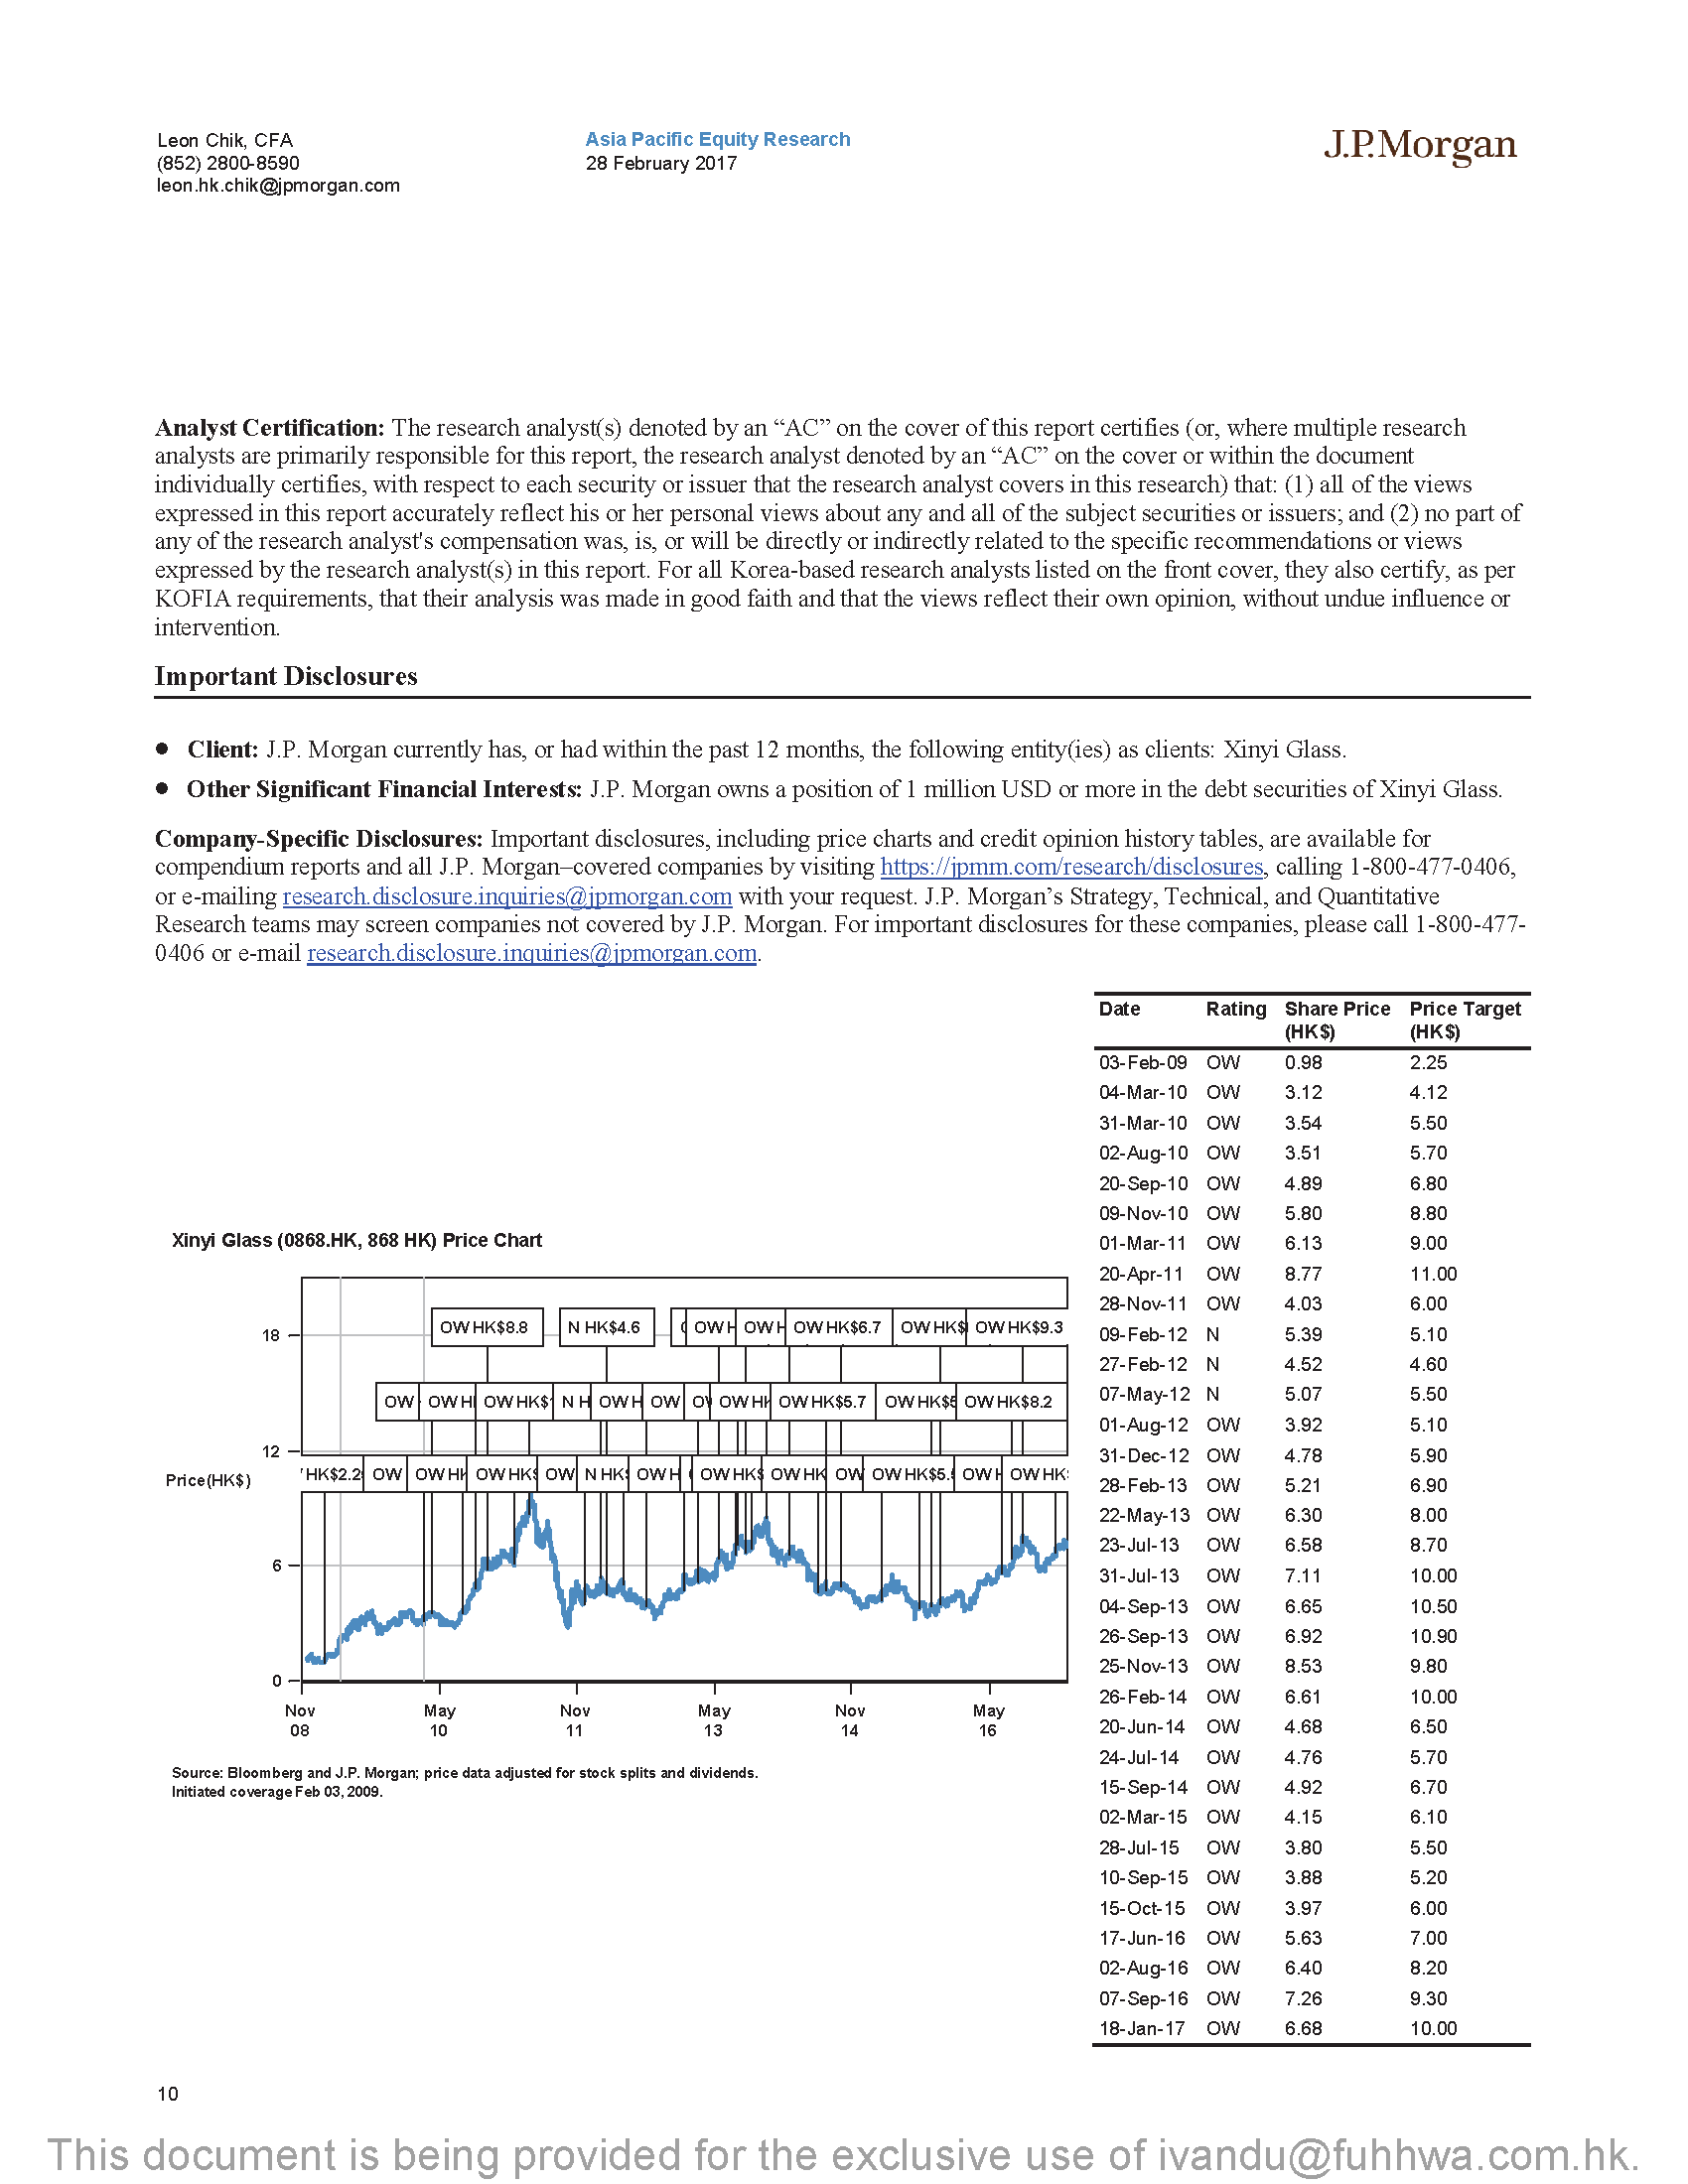 Leon Chik, CFA
(852) 2800-8590
leon.hk.chik@jpmorgan.com
Asia Pacific Equity Research
28 February 2017
J.P.Morgan
Analyst Certification: The research analyst(s) denoted by an “AC” on the cover of this report certifies (or, where multiple research
analysts are primarily responsible for this report, the research analyst denoted by an “AC” on the cover or within the document
individually certifies, with respect to each security or issuer that the research analyst covers in this research) that: (1) all of the views
expressed in this report accurately reflect his or her personal views about any and all of the subject securities or issuers; and (2) no part of
any of the research analyst's compensation was, is, or will be directly or indirectly related to the specific recommendations or views
expressed by the research analyst(s) in this report. For all Korea-based research analysts listed on the front cover, they also certify, as per
KOFIA requirements, that their analysis was made in good faith and that the views reflect their own opinion, without undue influence or
intervention.
Important Disclosures
● Client: J.P. Morgan currently has, or had within the past 12 months, the following entity(ies) as clients: Xinyi Glass.
● Other Significant Financial Interests: J.P. Morgan owns a position of 1 million USD or more in the debt securities of Xinyi Glass.
Company-Specific Disclosures: Important disclosures, including price charts and credit opinion history tables, are available for
compendium reports and all J.P. Morgan–covered companies by visiting https://jpmm.com/research/disclosures, calling 1-800-477-0406,
or e-mailing research.disclosure.inquiries@jpmorgan.com with your request. J.P. Morgan’s Strategy, Technical, and Quantitative
Research teams may screen companies not covered by J.P. Morgan. For important disclosures for these companies, please call 1-800-477-
0406 or e-mail research.disclosure.inquiries@jpmorgan.com.
Xinyi Glass (0868.HK, 868 HK) Price Chart
18
OW HK$8.8 N HK$4.6 OW H OW H OW HK$6.7 OW HK$ OW HK$9.3
OW OW H OW HK$ N H OW H OW OW OW HK OW HK$5.7 OW HK$5 OW HK$8.2
12
Price(HK$)
HK$2.2 OW OW HK OW HK$ OW N HK$ OW H OW HK$ OW HK OW OW HK$5. OW H OW HK
6
0
Nov 08
May 10
Nov 11
May 13
Nov 14
May 16
Source: Bloomberg and J.P. Morgan; price data adjusted for stock splits and dividends.
Initiated coverage Feb 03, 2009.
Date Rating Share Price (HK$) Price Target (HK$)
03-Feb-09 OW 0.98 2.25
04-Mar-10 OW 3.12 4.12
31-Mar-10 OW 3.54 5.50
02-Aug-10 OW 3.51 5.70
20-Sep-10 OW 4.89 6.80
09-Nov-10 OW 5.80 8.80
01-Mar-11 OW 6.13 9.00
20-Apr-11 OW 8.77 11.00
28-Nov-11 OW 4.03 6.00
09-Feb-12 N 5.39 5.10
27-Feb-12 N 4.52 4.60
07-May-12 N 5.07 5.50
01-Aug-12 OW 3.92 5.10
31-Dec-12 OW 4.78 5.90
28-Feb-13 OW 5.21 6.90
22-May-13 OW 6.30 8.00
23-Jul-13 OW 6.58 8.70
31-Jul-13 OW 7.11 10.00
04-Sep-13 OW 6.65 10.50
26-Sep-13 OW 6.92 10.90
25-Nov-13 OW 8.53 9.80
26-Feb-14 OW 6.61 10.00
20-Jun-14 OW 4.68 6.50
24-Jul-14 OW 4.76 5.70
15-Sep-14 OW 4.92 6.70
02-Mar-15 OW 4.15 6.10
28-Jul-15 OW 3.80 5.50
10-Sep-15 OW 3.88 5.20
15-Oct-15 OW 3.97 6.00
17-Jun-16 OW 5.63 7.00
02-Aug-16 OW 6.40 8.20
07-Sep-16 OW 7.26 9.30
18-Jan-17 OW 6.68 10.00
10
This document is being provided for the exclusive use of ivandu@fuhhwa.com.hk.